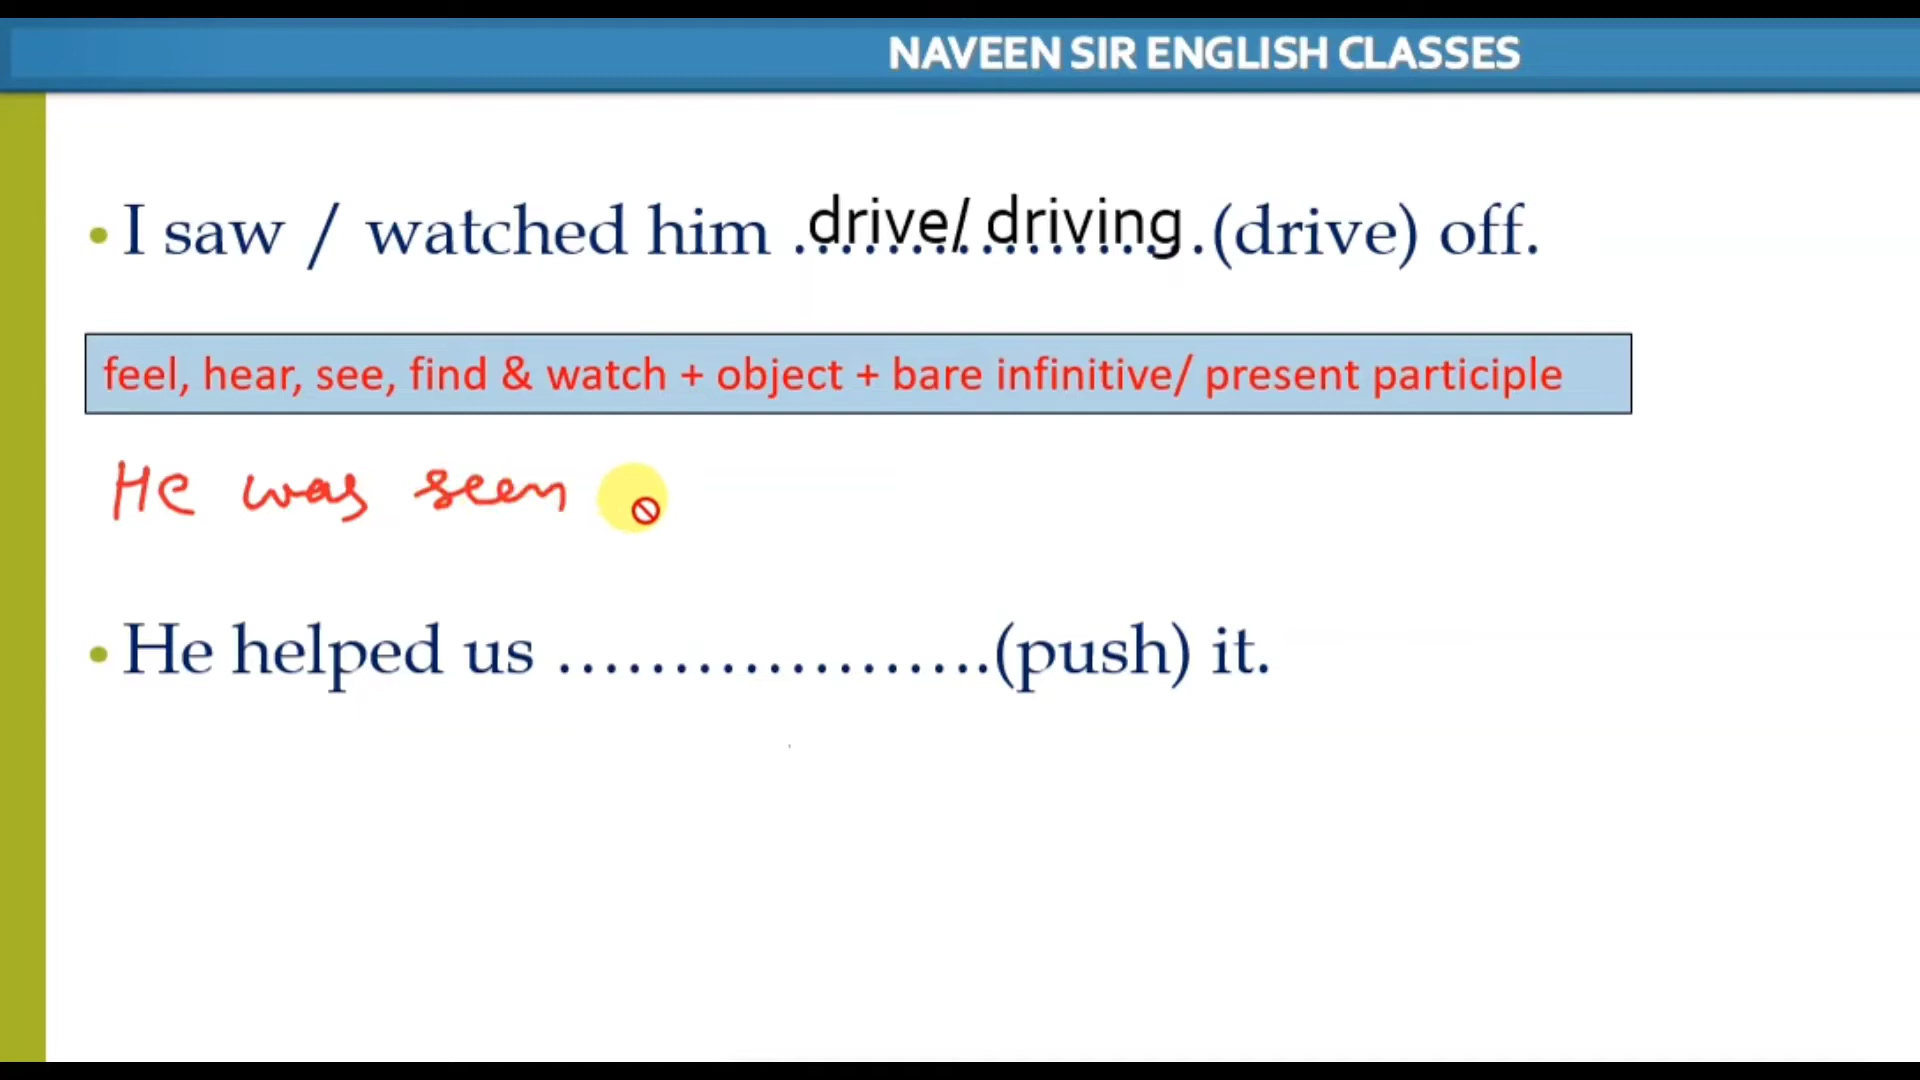 NAVEEN SIR ENGLISH CLASSES
• I saw / watched him ..drive/ driving..(drive) off.
feel, hear, see, find & watch + object + bare infinitive/ present participle
He was seen
• He helped us ...................(push) it.